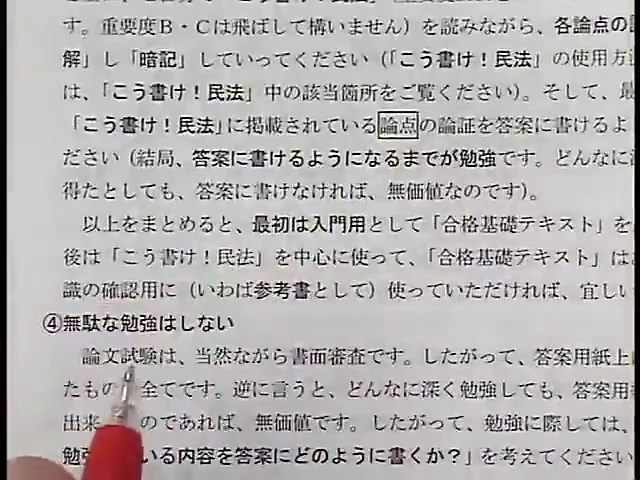 す。重要度B・Cは飛ばして構いません）を読みながら、各論点の
解」し「暗記」していってください（「こう書け！民法」の使用方
は、「こう書け！民法」中の該当箇所をご覧ください）。そして、最
「こう書け！民法」に掲載されている論点の論証を答案に書けるよ
ださい（結局、答案に書けるようになるまでが勉強です。どんなに
得たとしても、答案に書けなければ、無価値なのです）。
以上をまとめると、最初は入門用として「合格基礎テキスト」を
後は「こう書け！民法」を中心に使って、「合格基礎テキスト」は
識の確認用に（いわば参考書として）使っていただければ、宜しい
④無駄な勉強はしない
論文試験は、当然ながら書面審査です。したがって、答案用紙上
たもの 全てです。逆に言うと、どんなに深く勉強しても、答案用
出来 のであれば、無価値です。したがって、勉強に際しては、
勉 いる内容を答案にどのように書くか？」を考えてください